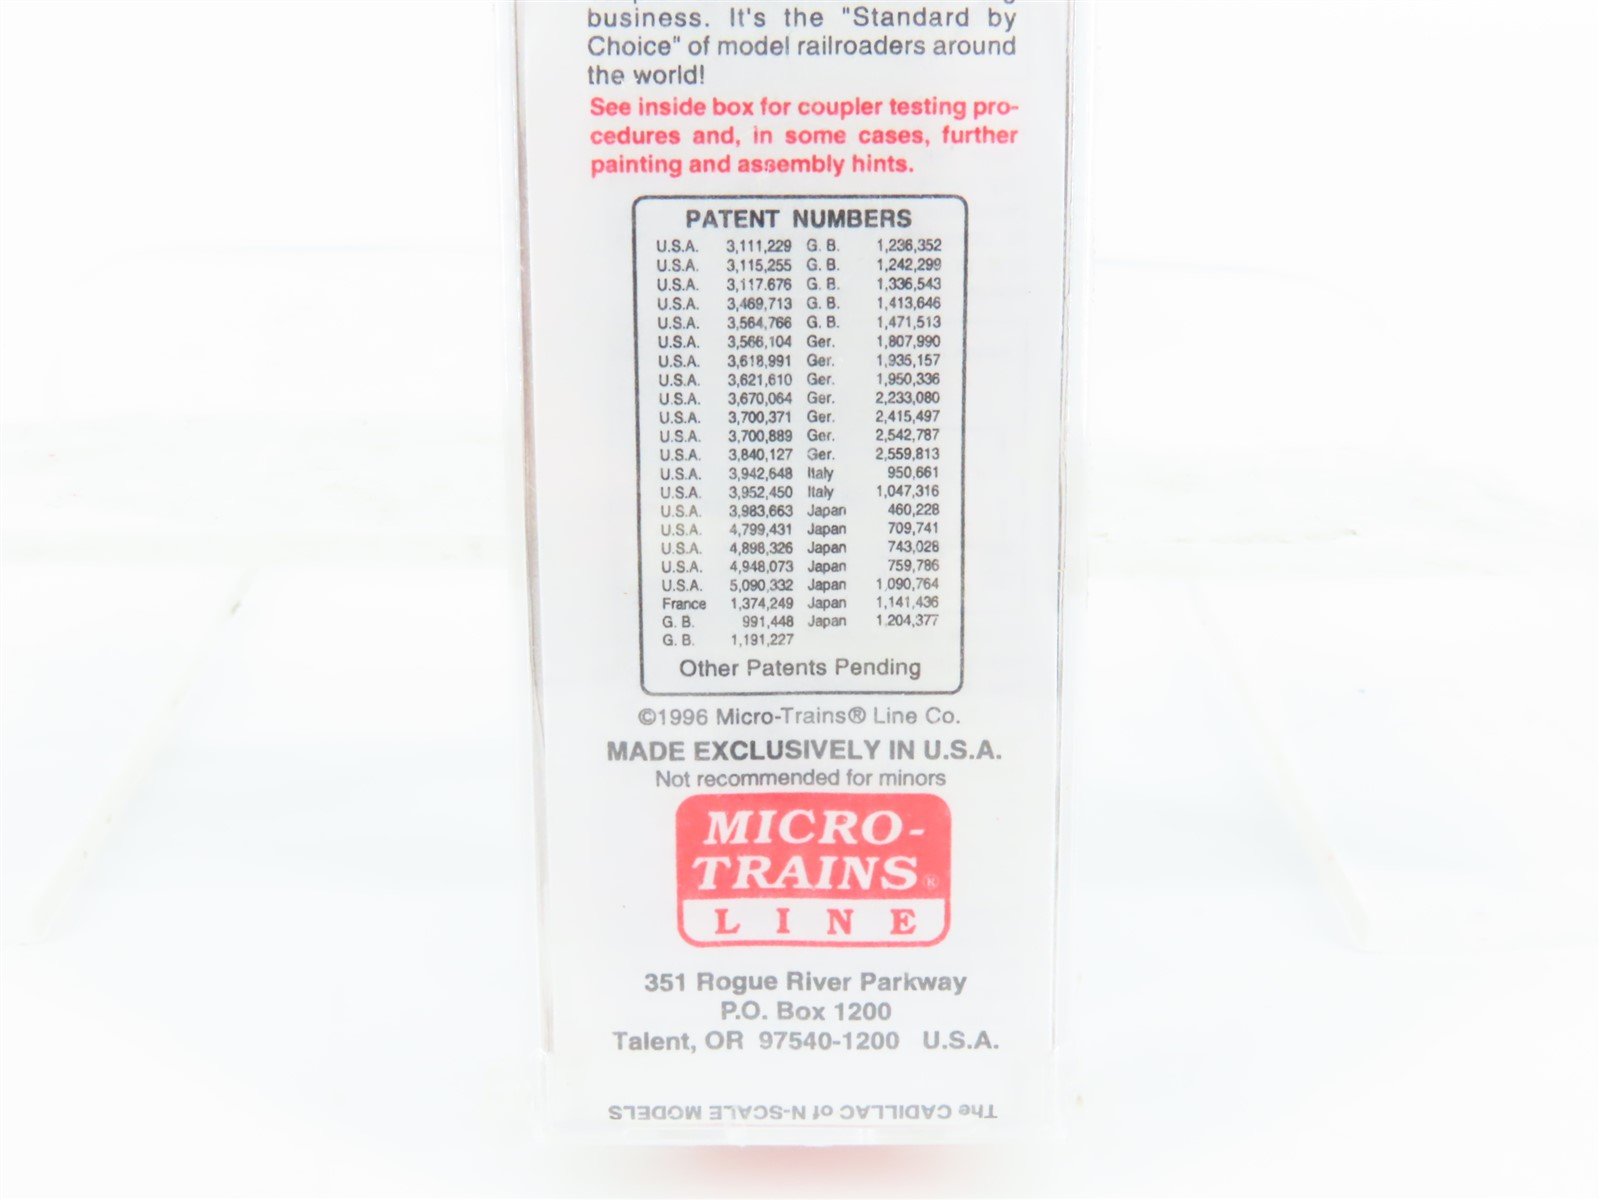 business. It's the "Standard by
Choice" of model railroaders around
the world!
See inside box for coupler testing pro-
cedures and, in some cases, further
painting and assembly hints.
PATENT NUMBERS
U.S.A. 3,111,229 G. B. 1,236,352
U.S.A. 3,115,255 G. B. 1,242,299
U.S.A. 3,117.676 G. B. 1,336,543
U.S.A. 3,469,713 G. B. 1,413,646
U.S.A. 3,564,766 G. B. 1,471,513
U.S.A. 3,566,104 Ger. 1,807,990
U.S.A. 3,618,991 Ger. 1,935,157
U.S.A. 3,621,610 Ger. 1,950,336
U.S.A. 3,670,064 Ger. 2,233,080
U.S.A. 3,700,371 Ger. 2,415,497
U.S.A. 3,700,889 Ger. 2,542,787
U.S.A. 3,840,127 Ger. 2,559,813
U.S.A. 3,942,648 Italy 950,661
U.S.A. 3,952,450 Italy 1,047,316
U.S.A. 3,983,663 Japan 460,228
U.S.A. 4,799,431 Japan 709,741
U.S.A. 4,898,326 Japan 743,028
U.S.A. 4,948,073 Japan 759,786
U.S.A. 5,090,332 Japan 1,090,764
France 1,374,249 Japan 1,141,436
G. B. 991,448 Japan 1,204,377
G. B. 1,191,227
Other Patents Pending
©1996 Micro-Trains® Line Co.
MADE EXCLUSIVELY IN U.S.A.
Not recommended for minors
MICRO-
TRAINS®
LINE
351 Rogue River Parkway
P.O. Box 1200
Talent, OR 97540-1200 U.S.A.
The CADILLAC of N-SCALE MODELS